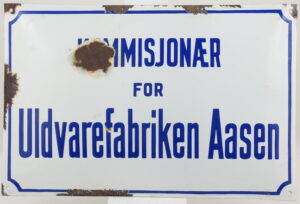 KOMMISJONÆR
FOR
Uldvarefabriken Aasen